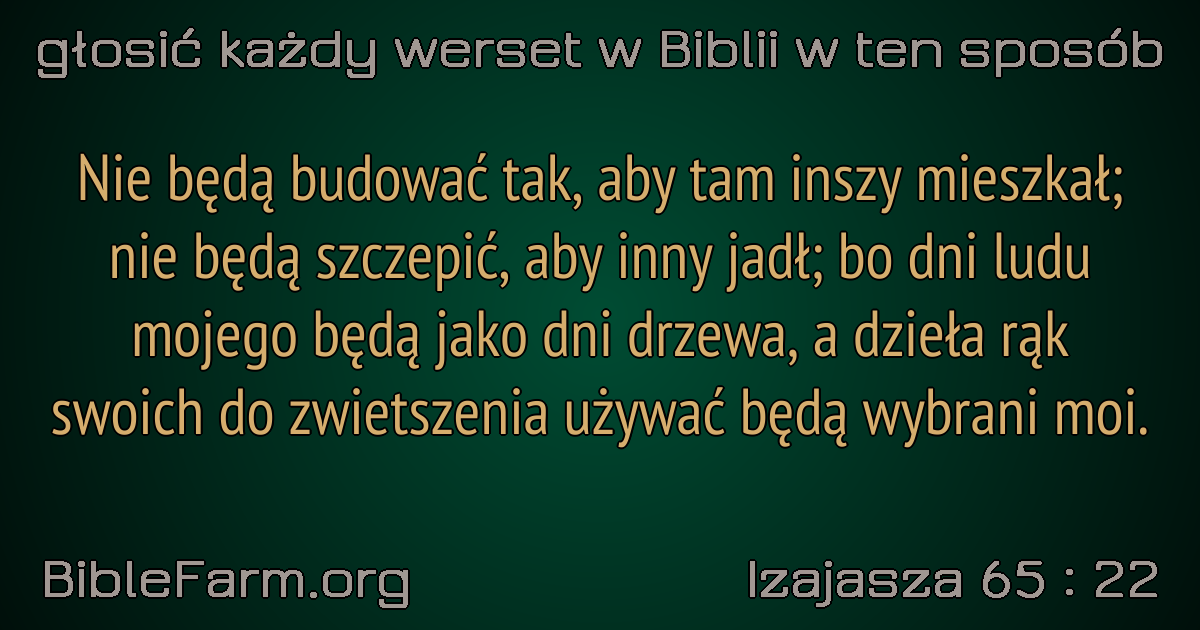 głosić każdy werset w Biblii w ten sposób
Nie będą budować tak, aby tam inszy mieszkał;
nie będą szczepić, aby inny jadł; bo dni ludu
mojego będą jako dni drzewa, a dzieła rąk
swoich do zwietszenia używać będą wybrani moi.
BibleFarm.org
Izajasza 65 : 22